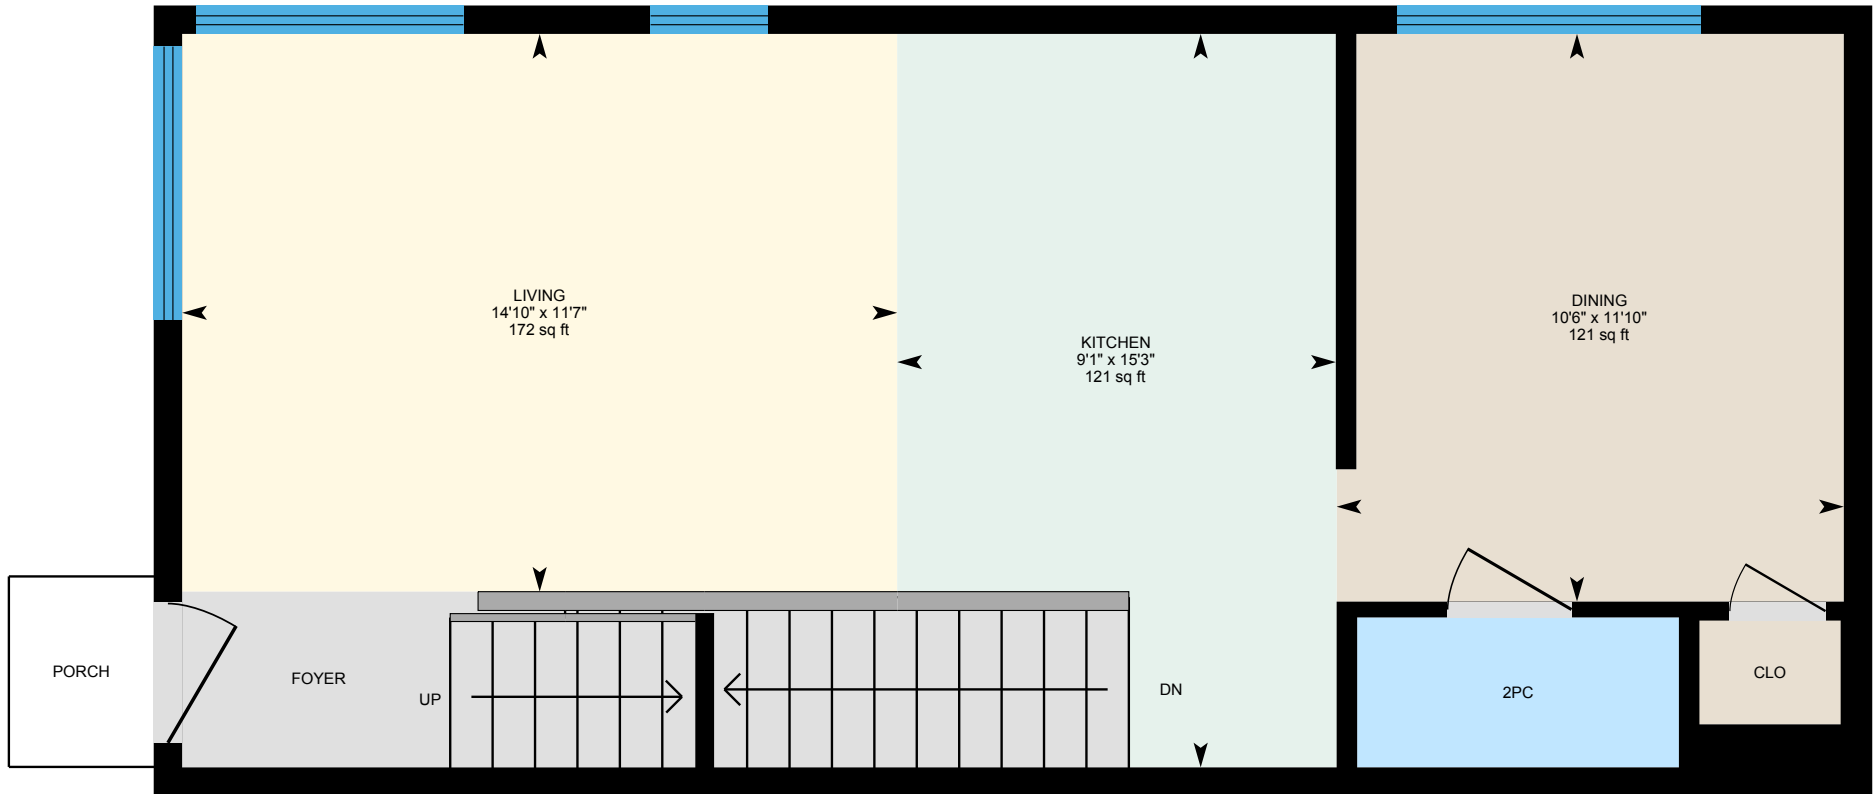 LIVING
14'10" x 11'7"
172 sq ft
KITCHEN
9'1" x 15'3"
121 sq ft
DINING
10'6" x 11'10"
121 sq ft
PORCH
FOYER
UP
DN
2PC
CLO